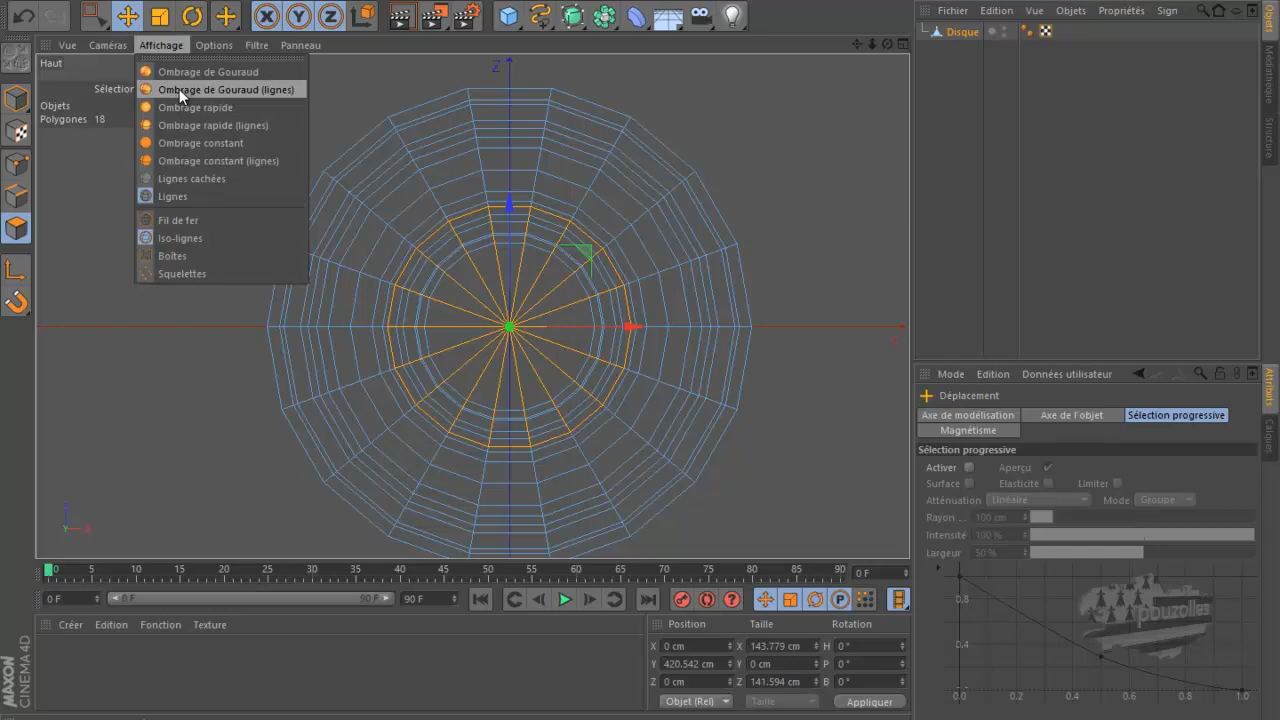 Fichier Edition Vue Objets Propriétés Sign
Vue Caméras Affichage Options Filtre Panneau
Disque
Haut
Z
Sélection
Objets
Polygones 18
Ombrage de Gouraud
Ombrage de Gouraud (lignes)
Ombrage rapide
Ombrage rapide (lignes)
Ombrage constant
Ombrage constant (lignes)
Lignes cachées
Lignes
Fil de fer
Iso-lignes
Boîtes
Squelettes
Objets
Médiathèque
Structure
Y
X
Mode Edition Données utilisateur
Déplacement
Axe de modélisation Axe de l'objet Sélection progressive
Magnétisme
Sélection progressive
Activer Aperçu
Surface Elasticité Limiter
Atténuation Linéaire Mode Groupe
Rayon ... 100 cm
Intensité 100 %
Largeur 50 %
Attributs
Calques
0.8
0.4
0.0 0.2 0.4 0.6 0.8 1.0
pouzolles
0 5 10 15 20 25 30 35 40 45 50 55 60 65 70 75 80 85 90
0 F
0 F 0 F 90 F 90 F
Créer Edition Fonction Texture
Position Taille Rotation
X 0 cm X 143.779 cm H 0 °
Y 420.542 cm Y 0 cm P 0 °
Z 0 cm Z 141.594 cm B 0 °
Objet (Rel) Taille Appliquer
MAXON
CINEMA 4D